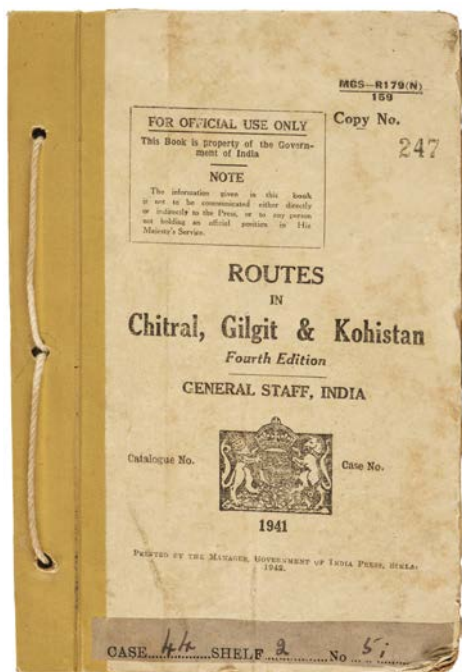 MGS—R179(N)
159
FOR OFFICIAL USE ONLY
This Book is property of the Govern-
ment of India
NOTE
The information given in this book
is not to be communicated either directly
or indirectly to the Press, or to any person
not holding an official position in His
Majesty's Service.
Copy No.
247
ROUTES
IN
Chitral, Gilgit & Kohistan
Fourth Edition
GENERAL STAFF, INDIA
Catalogue No.
Case No.
1941
PRINTED BY THE MANAGER, GOVERNMENT OF INDIA PRESS, SIMLA:
1942.
CASE.... SHELF 2 No 5i